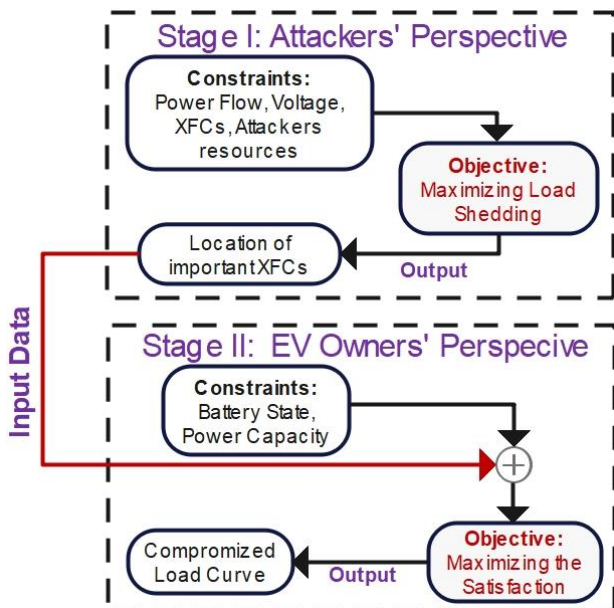 Stage I: Attackers' Perspective
Constraints:
Power Flow, Voltage,
XFCs, Attackers
resources
Objective:
Maximizing Load
Shedding
Location of
important XFCs
Output
Input Data
Stage II: EV Owners' Perspecive
Constraints:
Battery State,
Power Capacity
Objective:
Maximizing the
Satisfaction
Compromized
Load Curve
Output